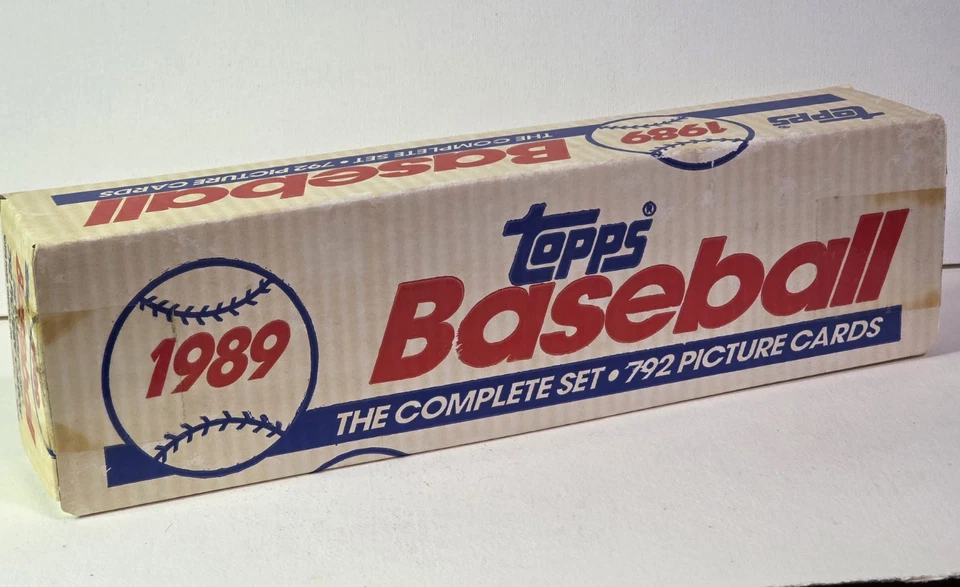 topps®
1989
Baseball
THE COMPLETE SET • 792 PICTURE CARDS
topps®
Baseball
1989
THE COMPLETE SET • 792 PICTURE CARDS